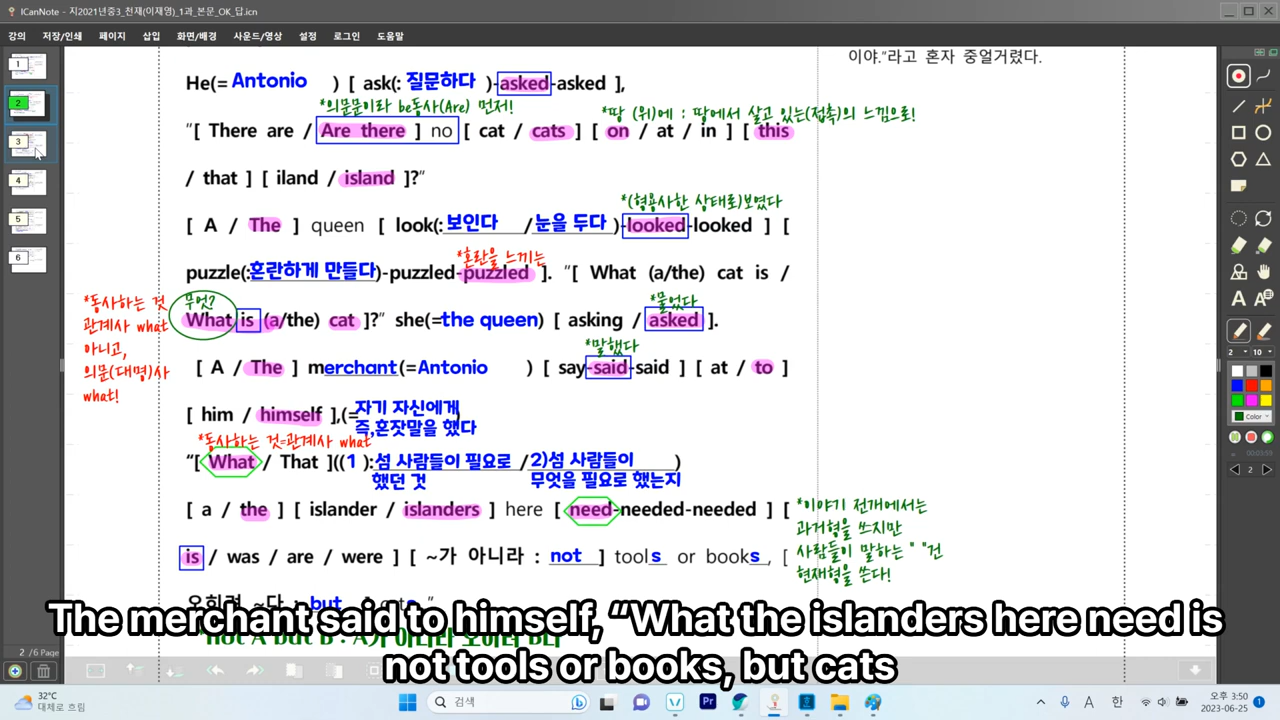 ICanNote - 지2021년중3_천재(이재영)_1과_본문_OK_답.icn
강의 저장/인쇄 페이지 삽입 화면/배경 사운드/영상 설정 로그인 도움말
이야."라고 혼자 중얼거렸다.
He(= Antonio ) [ ask(: 질문하다 )-asked-asked ],
*의문문이라 be동사(Are) 먼저!
*땅 (위)에 : 땅에서 살고 있는(접촉)의 느낌으로!
"[ There are / Are there ] no [ cat / cats ] [ on / at / in ] [ this
/ that ] [ iland / island ]?"
*(형용사한 상태로)보였다
[ A / The ] queen [ look(: 보인다 /눈을 두다 )-looked-looked ] [
*혼란을 느끼는
puzzle(:혼란하게 만들다)-puzzled-puzzled ]. "[ What (a/the) cat is /
무엇?
*물었다
What is (a/the) cat ]?" she(=the queen) [ asking / asked ].
*동사하는 것
관계사 what
아니고,
의문(대명)사
what!
*말했다
[ A / The ] merchant(=Antonio ) [ say-said-said ] [ at / to ]
[ him / himself ],(=자기 자신에게
즉,혼잣말을 했다
*동사하는 것=관계사 what
"[ What / That ]((1 ):섬 사람들이 필요로 /2)섬 사람들이 )
했던 것 무엇을 필요로 했는지
[ a / the ] [ islander / islanders ] here [ need-needed-needed ] [
*이야기 전개에서는
과거형을 쓰지만
사람들이 말하는 " "건
현재형을 쓴다!
is / was / are / were ] [ ~가 아니라 : not ] tools or books, [
The merchant said to himself, “What the islanders here need is
not tools or books, but cats
1
2
3
4
5
6
2 / 6 Page
2 10
Color
00:03:59
2
32°C
대체로 흐림
검색
A 한
오후 3:50
2023-06-25